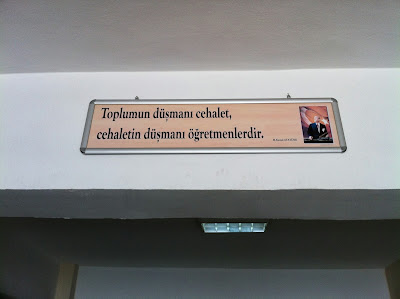 Toplumun düşmanı cehalet,
cehaletin düşmanı öğretmenlerdir.